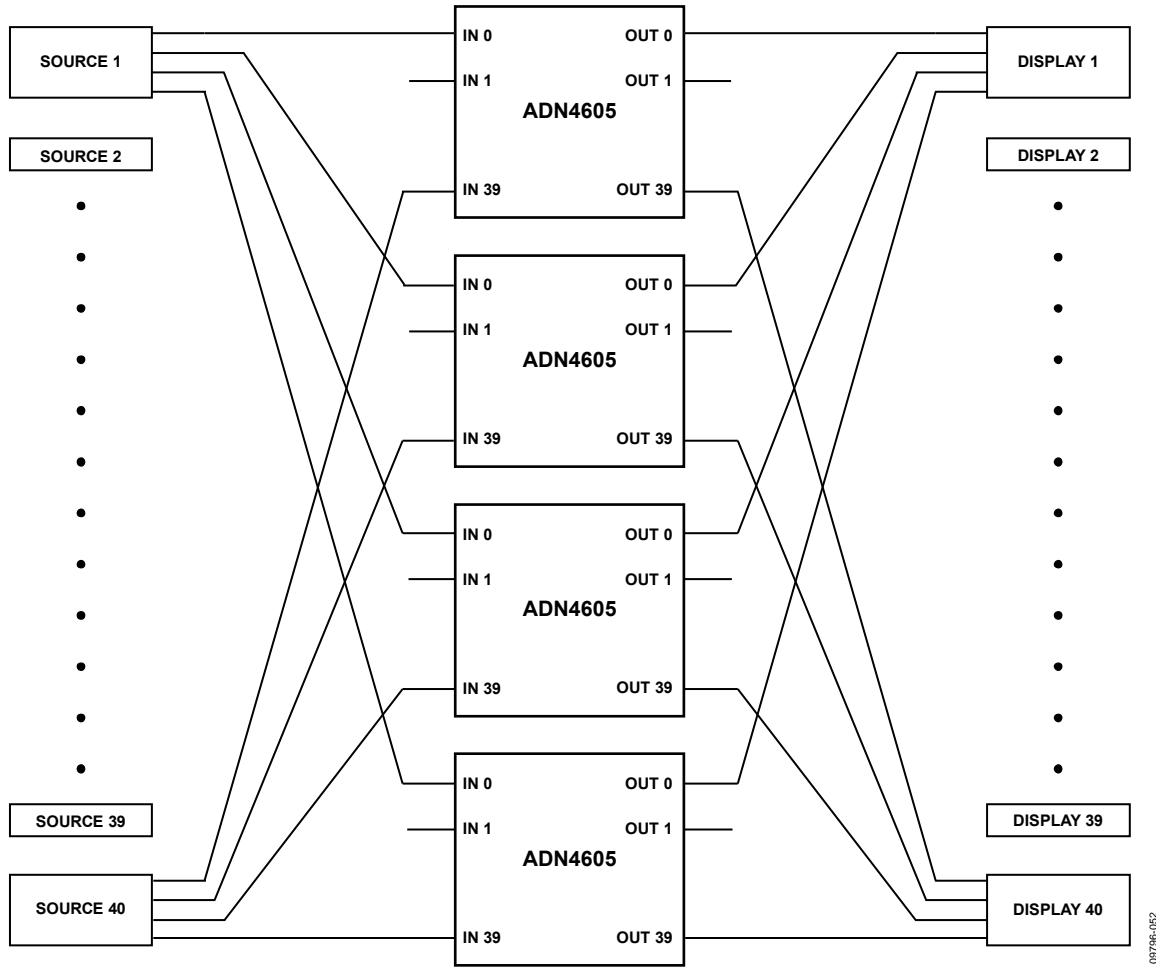 SOURCE 1
SOURCE 2
SOURCE 39
SOURCE 40
IN 0
OUT 0
IN 1
OUT 1
ADN4605
IN 39
OUT 39
IN 0
OUT 0
IN 1
OUT 1
ADN4605
IN 39
OUT 39
IN 0
OUT 0
IN 1
OUT 1
ADN4605
IN 39
OUT 39
IN 0
OUT 0
IN 1
OUT 1
ADN4605
IN 39
OUT 39
DISPLAY 1
DISPLAY 2
DISPLAY 39
DISPLAY 40
09796-052